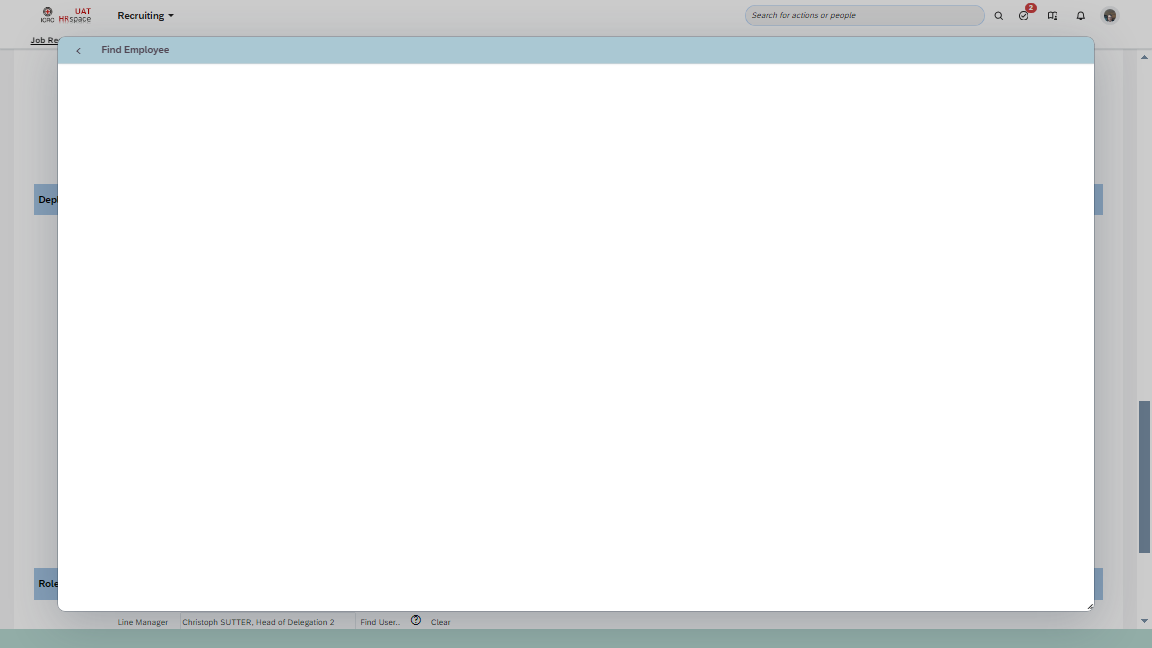 UAT
ICRC HRspace
Recruiting
Search for actions or people
2
Job Re
Find Employee
Depl
Role
Line Manager Christoph SUTTER, Head of Delegation 2 Find User.. Clear